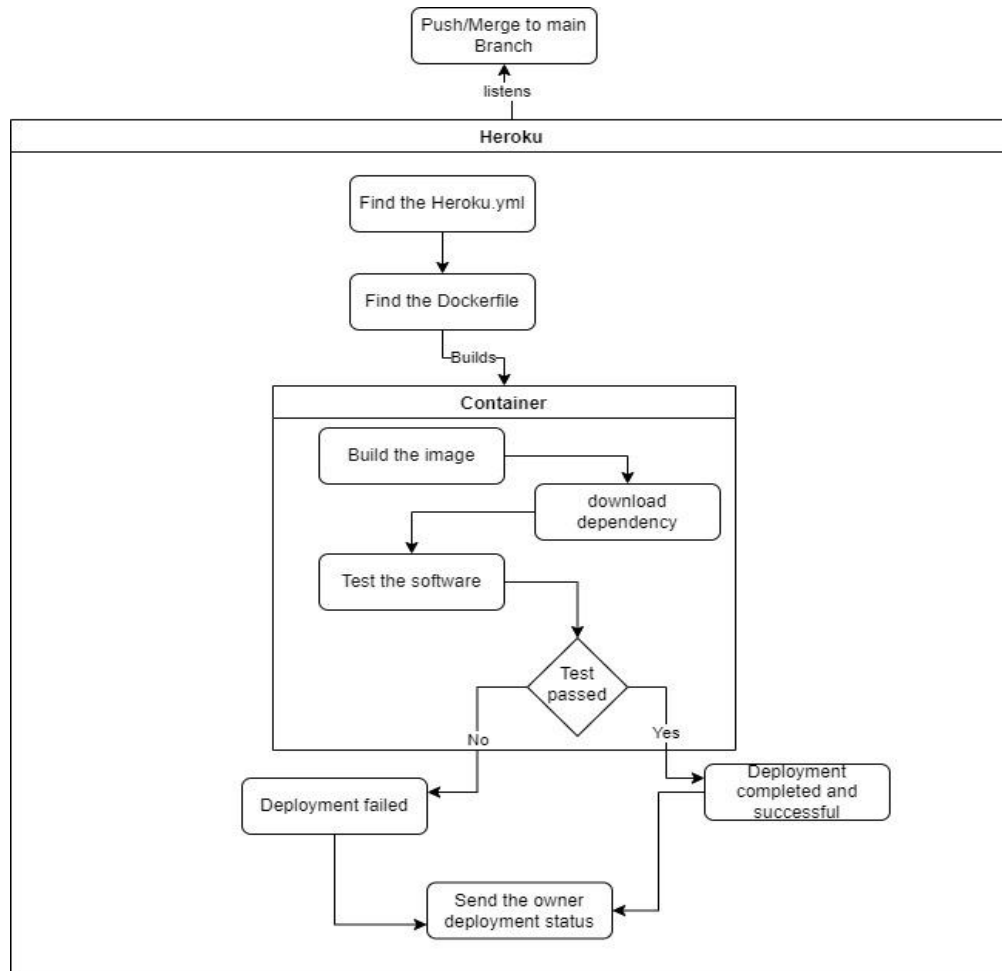 Push/Merge to main
Branch
listens
Heroku
Find the Heroku.yml
Find the Dockerfile
Builds
Container
Build the image
download
dependency
Test the software
Test
passed
No
Yes
Deployment failed
Deployment
completed and
successful
Send the owner
deployment status